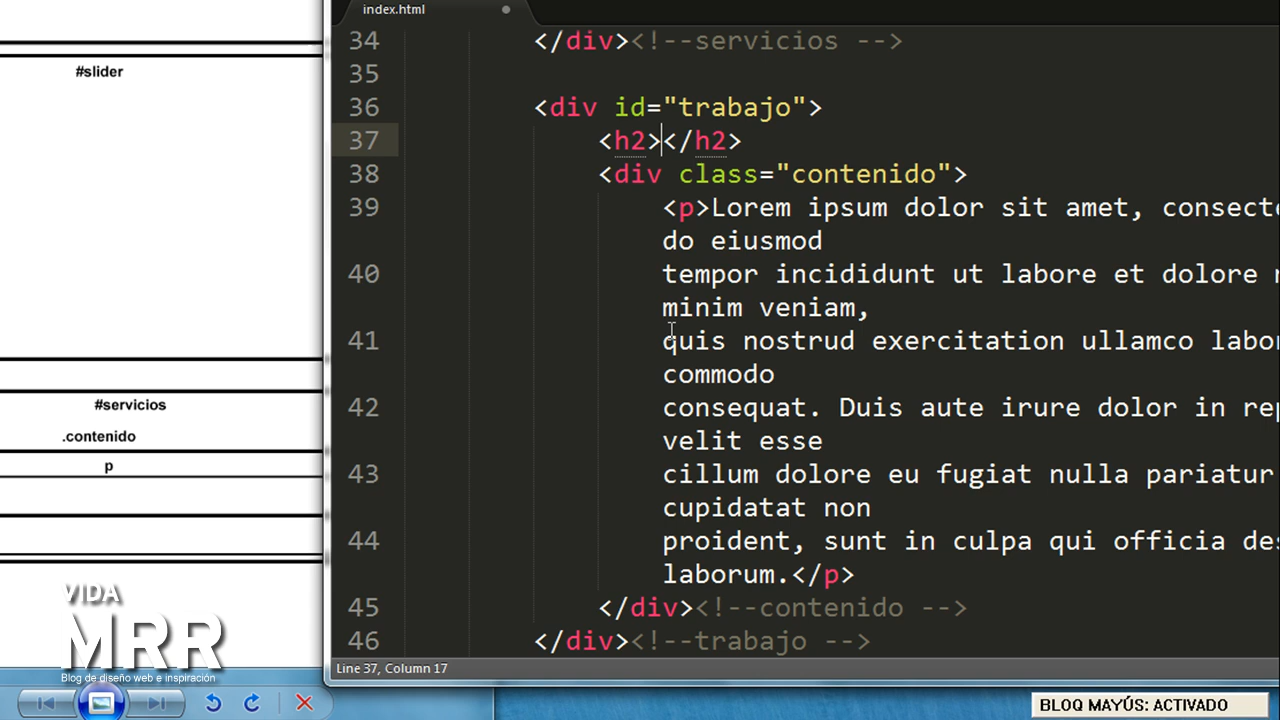 index.html
#slider
#servicios
.contenido
p
34 </div><!--servicios -->
35
36 <div id="trabajo">
37 <h2></h2>
38 <div class="contenido">
39 <p>Lorem ipsum dolor sit amet,
do eiusmod
40 tempor incididunt ut labore et dolore
minim veniam,
41 quis nostrud exercitation ullamco
commodo
42 consequat. Duis aute irure dolor in
velit esse
43 cillum dolore eu fugiat nulla pariatur
cupidatat non
44 proident, sunt in culpa qui officia
laborum.</p>
45 </div><!--contenido -->
46 </div><!--trabajo -->
Line 37, Column 17
VIDA
MRR
Blog de diseño web e inspiración
BLOQ MAYÚS: ACTIVADO